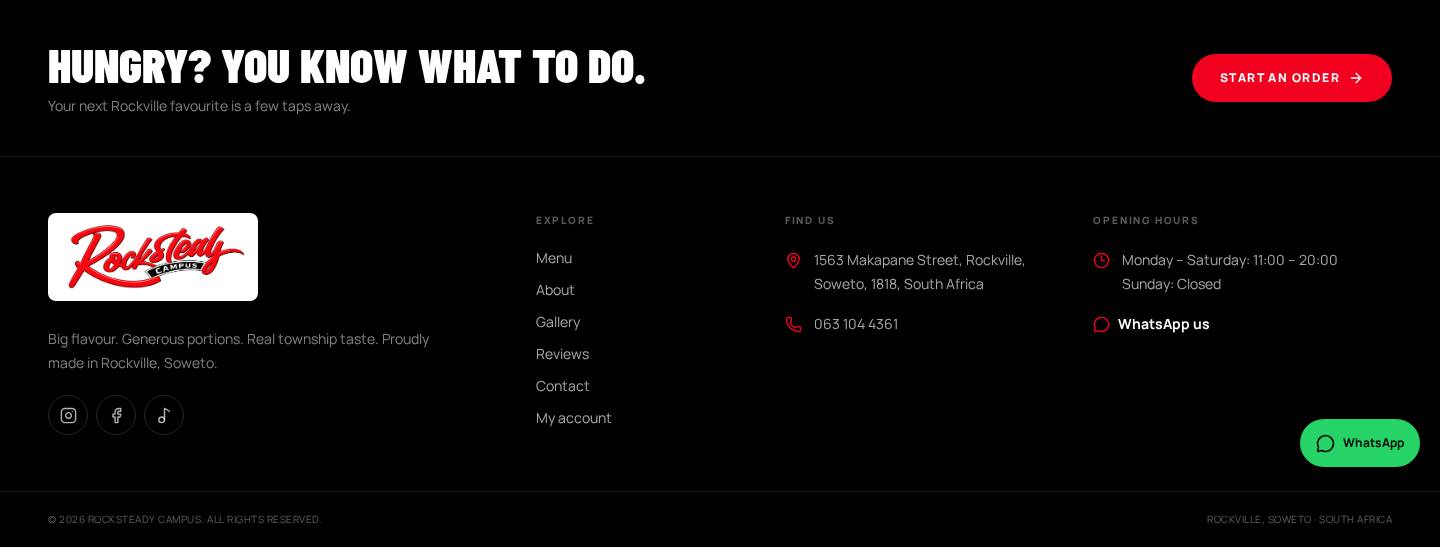 HUNGRY? YOU KNOW WHAT TO DO.
Your next Rockville favourite is a few taps away.
START AN ORDER
Rocksteady
CAMPUS
Big flavour. Generous portions. Real township taste. Proudly
made in Rockville, Soweto.
EXPLORE
Menu
About
Gallery
Reviews
Contact
My account
FIND US
1563 Makapane Street, Rockville,
Soweto, 1818, South Africa
063 104 4361
OPENING HOURS
Monday – Saturday: 11:00 – 20:00
Sunday: Closed
WhatsApp us
WhatsApp
© 2026 ROCKSTEADY CAMPUS. ALL RIGHTS RESERVED.
ROCKVILLE, SOWETO · SOUTH AFRICA